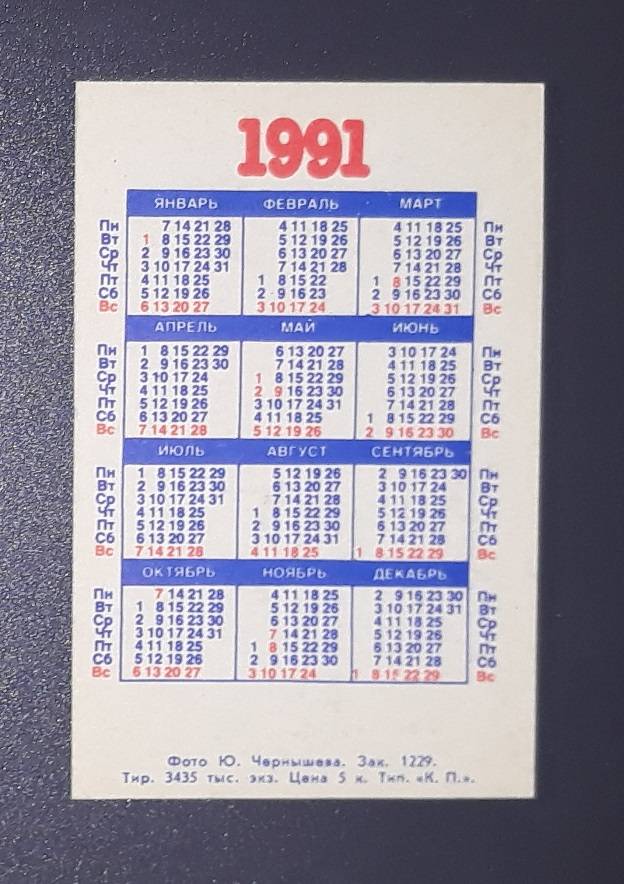 1991
ЯНВАРЬ ФЕВРАЛЬ МАРТ
Пн 7 14 21 28 4 11 18 25 4 11 18 25 Пн
Вт 1 8 15 22 29 5 12 19 26 5 12 19 26 Вт
Ср 2 9 16 23 30 6 13 20 27 6 13 20 27 Ср
Чт 3 10 17 24 31 7 14 21 28 7 14 21 28 Чт
Пт 4 11 18 25 1 8 15 22 1 8 15 22 29 Пт
Сб 5 12 19 26 2 9 16 23 2 9 16 23 30 Сб
Вс 6 13 20 27 3 10 17 24 3 10 17 24 31 Вс
АПРЕЛЬ МАЙ ИЮНЬ
Пн 1 8 15 22 29 6 13 20 27 3 10 17 24 Пн
Вт 2 9 16 23 30 7 14 21 28 4 11 18 25 Вт
Ср 3 10 17 24 1 8 15 22 29 5 12 19 26 Ср
Чт 4 11 18 25 2 9 16 23 30 6 13 20 27 Чт
Пт 5 12 19 26 3 10 17 24 31 7 14 21 28 Пт
Сб 6 13 20 27 4 11 18 25 1 8 15 22 29 Сб
Вс 7 14 21 28 5 12 19 26 2 9 16 23 30 Вс
ИЮЛЬ АВГУСТ СЕНТЯБРЬ
Пн 1 8 15 22 29 5 12 19 26 2 9 16 23 30 Пн
Вт 2 9 16 23 30 6 13 20 27 3 10 17 24 Вт
Ср 3 10 17 24 31 7 14 21 28 4 11 18 25 Ср
Чт 4 11 18 25 1 8 15 22 29 5 12 19 26 Чт
Пт 5 12 19 26 2 9 16 23 30 6 13 20 27 Пт
Сб 6 13 20 27 3 10 17 24 31 7 14 21 28 Сб
Вс 7 14 21 28 4 11 18 25 1 8 15 22 29 Вс
ОКТЯБРЬ НОЯБРЬ ДЕКАБРЬ
Пн 7 14 21 28 4 11 18 25 2 9 16 23 30 Пн
Вт 1 8 15 22 29 5 12 19 26 3 10 17 24 31 Вт
Ср 2 9 16 23 30 6 13 20 27 4 11 18 25 Ср
Чт 3 10 17 24 31 7 14 21 28 5 12 19 26 Чт
Пт 4 11 18 25 1 8 15 22 29 6 13 20 27 Пт
Сб 5 12 19 26 2 9 16 23 30 7 14 21 28 Сб
Вс 6 13 20 27 3 10 17 24 1 8 15 22 29 Вс
Фото Ю. Чернышева. Зак. 1229.
Тир. 3435 тыс. экз. Цена 5 к. Тип. «К. П.».